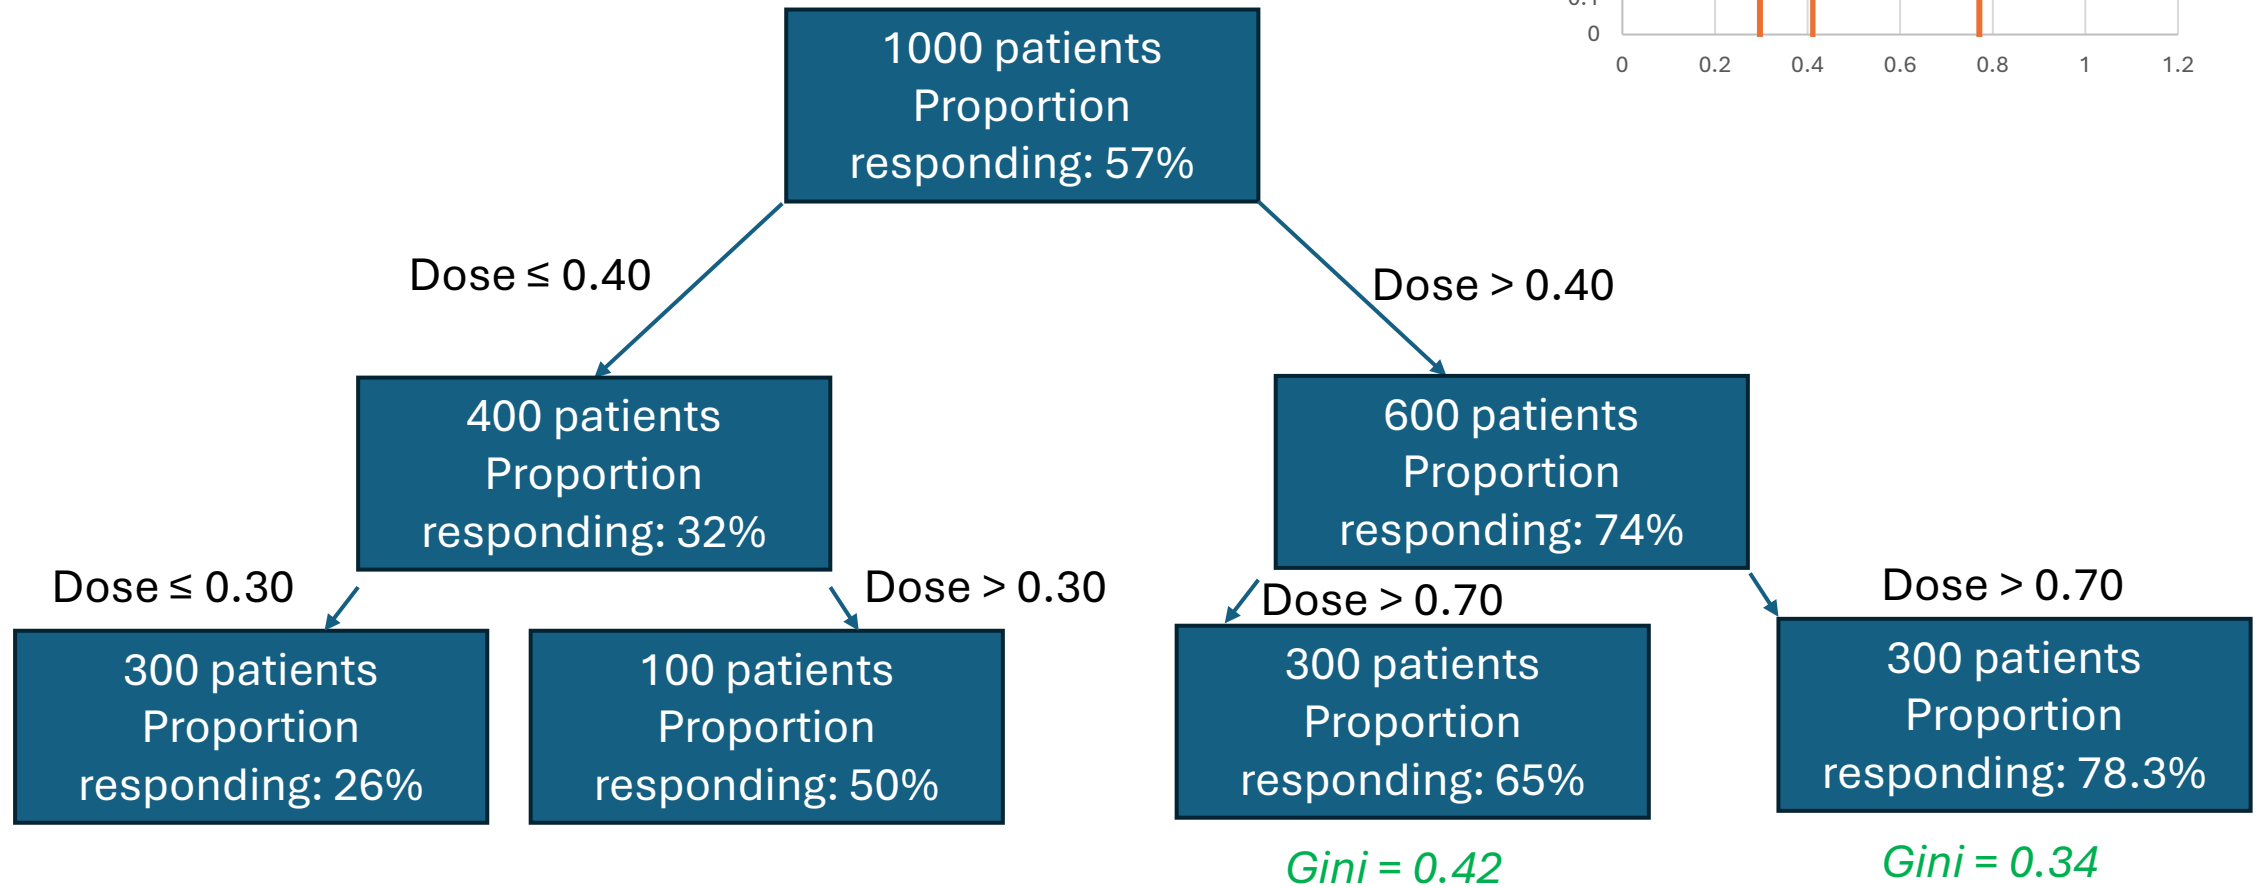 1000 patients
Proportion
responding: 57%
0.1
0
0 0.2 0.4 0.6 0.8 1 1.2
Dose ≤ 0.40
Dose > 0.40
400 patients
Proportion
responding: 32%
600 patients
Proportion
responding: 74%
Dose ≤ 0.30
Dose > 0.30
Dose > 0.70
Dose > 0.70
300 patients
Proportion
responding: 26%
100 patients
Proportion
responding: 50%
300 patients
Proportion
responding: 65%
300 patients
Proportion
responding: 78.3%
Gini = 0.42
Gini = 0.34